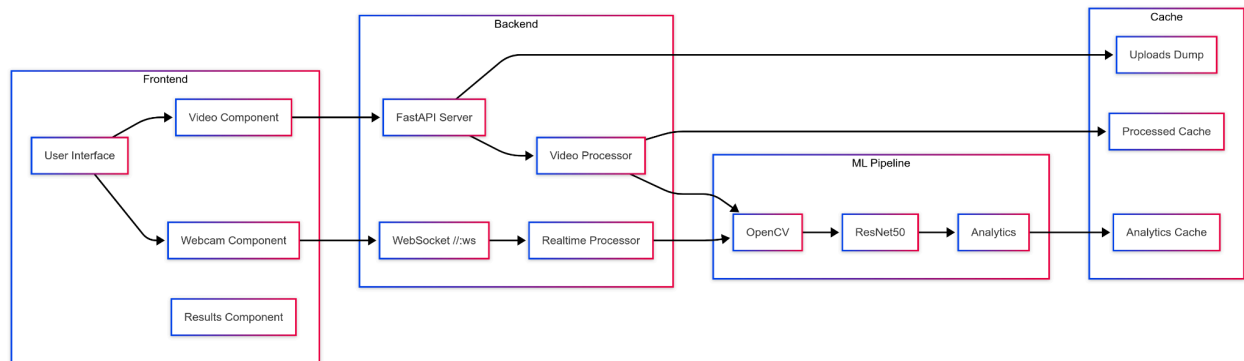 Frontend
User Interface
Video Component
Webcam Component
Results Component
Backend
FastAPI Server
Video Processor
WebSocket //:ws
Realtime Processor
ML Pipeline
OpenCV
ResNet50
Analytics
Cache
Uploads Dump
Processed Cache
Analytics Cache